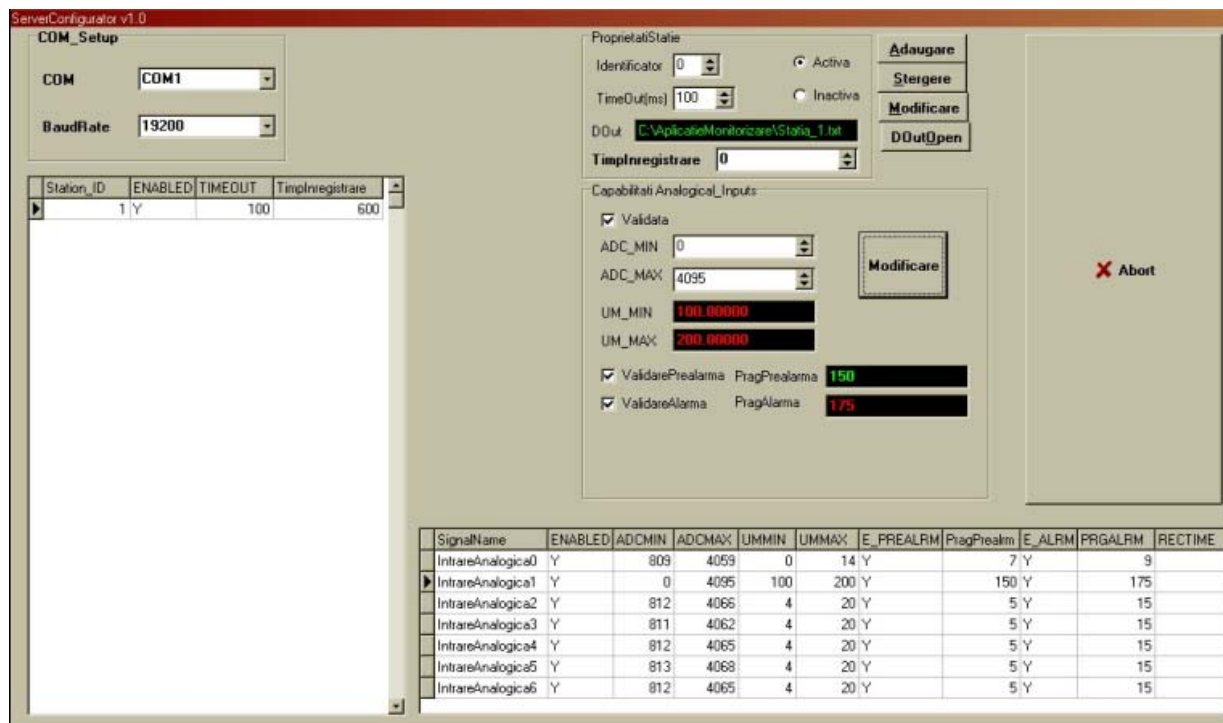 ServerConfigurator v1.0
COM_Setup
COM COM1
BaudRate 19200
Station_ID ENABLED TIMEOUT TimpInregistrare
1 Y 100 600
ProprietatiStatie
Identificator 0 Activa
TimeOut(ms) 100 Inactiva
DOut C:\AplicatieMonitorizare\Statia_1.txt
TimpInregistrare 0
Adaugare
Stergere
Modificare
DOutOpen
Capabilitati Analogical_Inputs
Validata
ADC_MIN 0
ADC_MAX 4095
UM_MIN 100.00000
UM_MAX 200.00000
Modificare
ValidarePrealarma PragPrealarma 150
ValidareAlarma PragAlarma 175
Abort
SignalName ENABLED ADCMIN ADCMAX UMMIN UMMAX E_PREALRM PragPrealrm E_ALRM PRGALRM RECTIME
IntrareAnalogica0 Y 809 4059 0 14 Y 7 Y 9
IntrareAnalogica1 Y 0 4095 100 200 Y 150 Y 175
IntrareAnalogica2 Y 812 4066 4 20 Y 5 Y 15
IntrareAnalogica3 Y 811 4062 4 20 Y 5 Y 15
IntrareAnalogica4 Y 812 4065 4 20 Y 5 Y 15
IntrareAnalogica5 Y 813 4068 4 20 Y 5 Y 15
IntrareAnalogica6 Y 812 4065 4 20 Y 5 Y 15